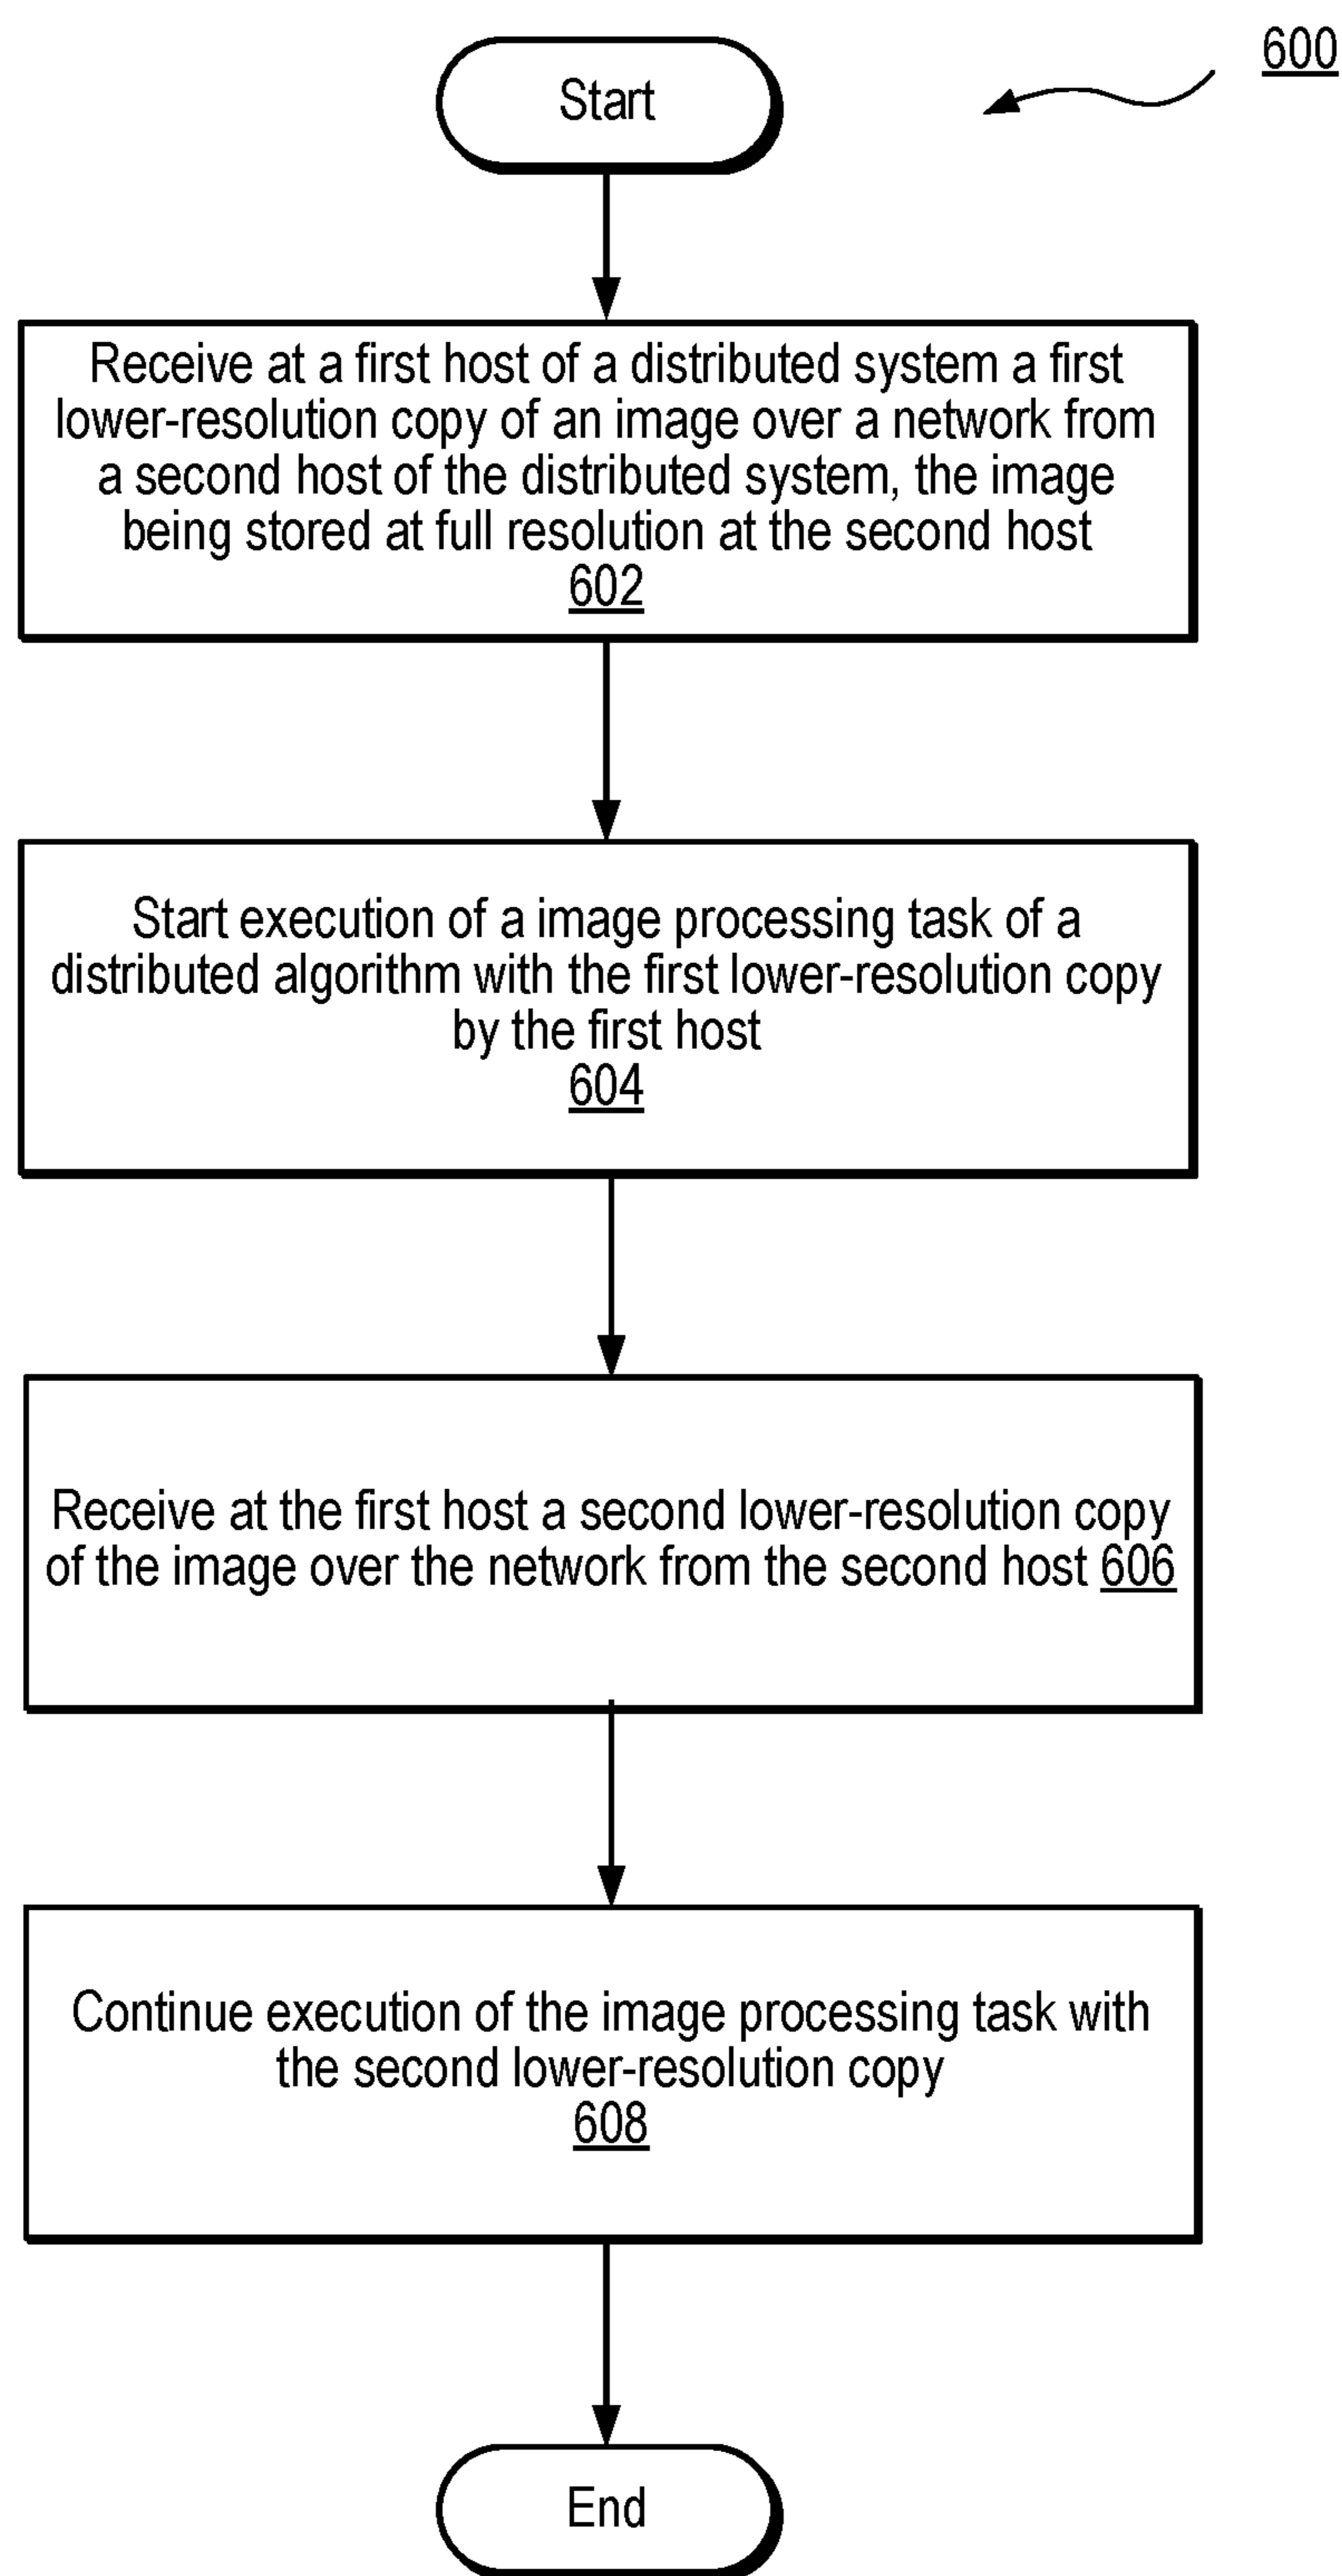 600
Start
Receive at a first host of a distributed system a first
lower-resolution copy of an image over a network from
a second host of the distributed system, the image
being stored at full resolution at the second host
602
Start execution of a image processing task of a
distributed algorithm with the first lower-resolution copy
by the first host
604
Receive at the first host a second lower-resolution copy
of the image over the network from the second host 606
Continue execution of the image processing task with
the second lower-resolution copy
608
End